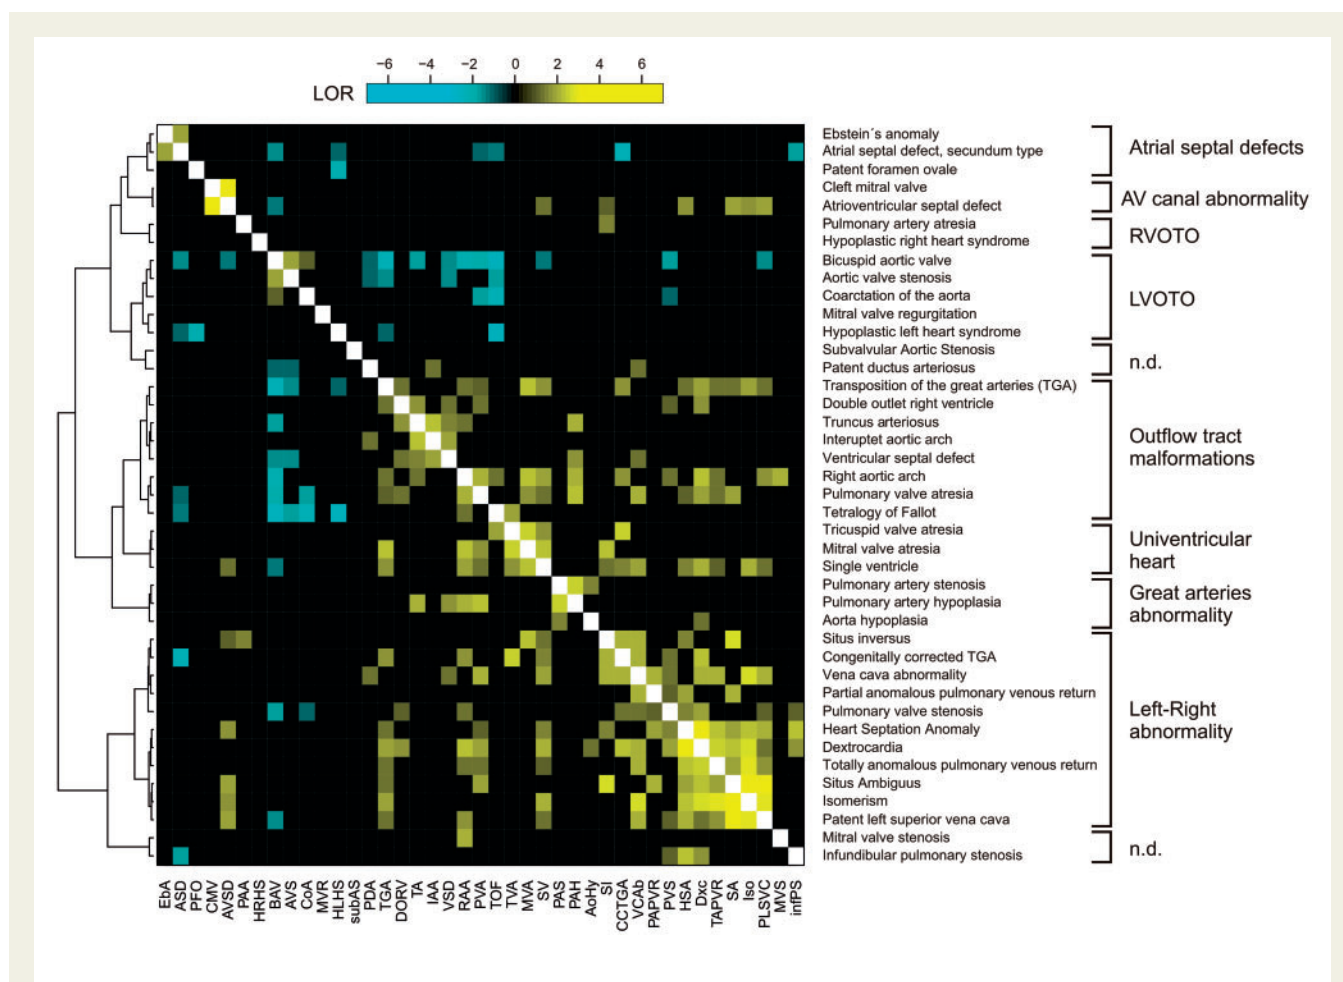 −6 −4 −2 0 2 4 6
LOR
Ebstein´s anomaly
Atrial septal defect, secundum type
Patent foramen ovale
Atrial septal defects
Cleft mitral valve
Atrioventricular septal defect
AV canal abnormality
Pulmonary artery atresia
Hypoplastic right heart syndrome
RVOTO
Bicuspid aortic valve
Aortic valve stenosis
Coarctation of the aorta
Mitral valve regurgitation
Hypoplastic left heart syndrome
LVOTO
Subvalvular Aortic Stenosis
Patent ductus arteriosus
n.d.
Transposition of the great arteries (TGA)
Double outlet right ventricle
Truncus arteriosus
Interuptet aortic arch
Ventricular septal defect
Right aortic arch
Pulmonary valve atresia
Tetralogy of Fallot
Outflow tract
malformations
Tricuspid valve atresia
Mitral valve atresia
Single ventricle
Univentricular
heart
Pulmonary artery stenosis
Pulmonary artery hypoplasia
Aorta hypoplasia
Great arteries
abnormality
Situs inversus
Congenitally corrected TGA
Vena cava abnormality
Partial anomalous pulmonary venous return
Pulmonary valve stenosis
Heart Septation Anomaly
Dextrocardia
Totally anomalous pulmonary venous return
Situs Ambiguus
Isomerism
Patent left superior vena cava
Left-Right
abnormality
Mitral valve stenosis
Infundibular pulmonary stenosis
n.d.
EbA
ASD
PFO
CMV
AVSD
PAA
HRHS
BAV
AVS
CoA
MVR
HLHS
subAS
PDA
TGA
DORV
TA
IAA
VSD
RAA
PVA
TOF
TVA
MVA
SV
PAS
PAH
AoHy
SI
CCTGA
VCAb
PAPVR
PVS
HSA
Dxc
TAPVR
SA
Iso
PLSVC
MVS
infPS